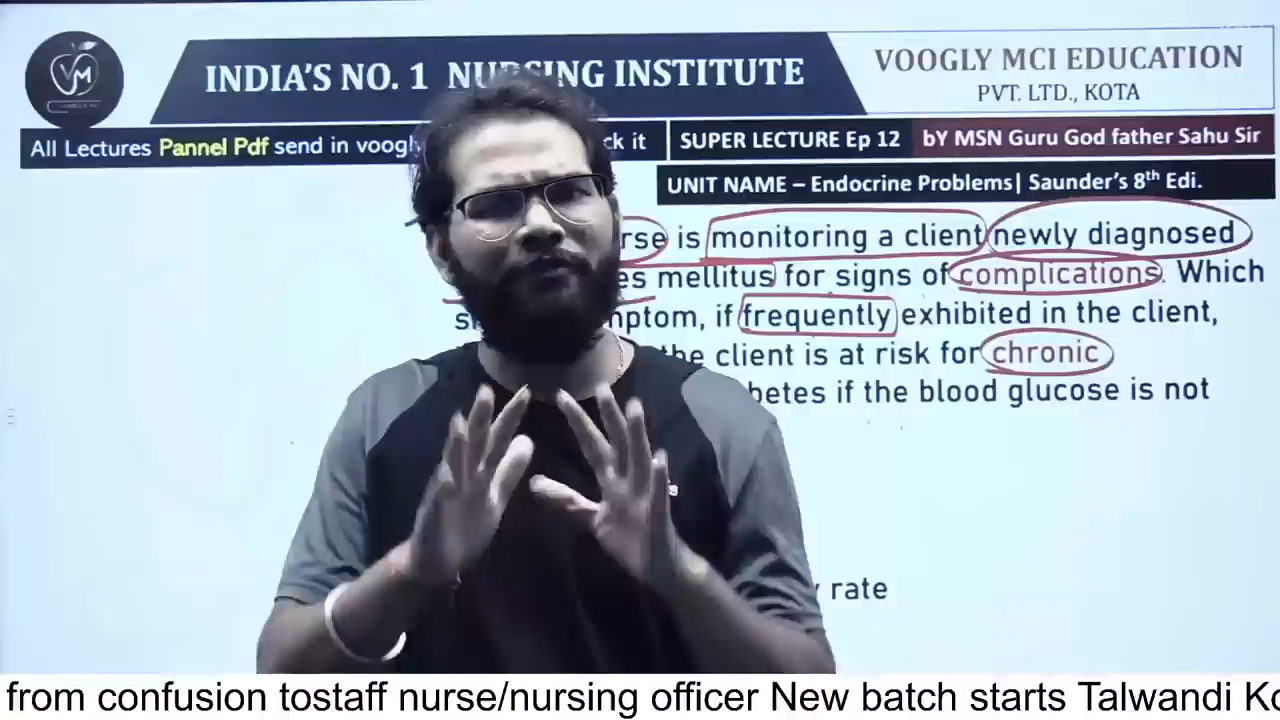 INDIA'S NO. 1 NURSING INSTITUTE
VOOGLY MCI EDUCATION
PVT. LTD., KOTA
VM
All Lectures Pannel Pdf send in voogl ck it
SUPER LECTURE Ep 12
bY MSN Guru God father Sahu Sir
UNIT NAME – Endocrine Problems| Saunder's 8th Edi.
rse is monitoring a client newly diagnosed
es mellitus for signs of complications. Which
s mptom, if frequently exhibited in the client,
the client is at risk for chronic
betes if the blood glucose is not
rate
from confusion tostaff nurse/nursing officer New batch starts Talwandi Ko